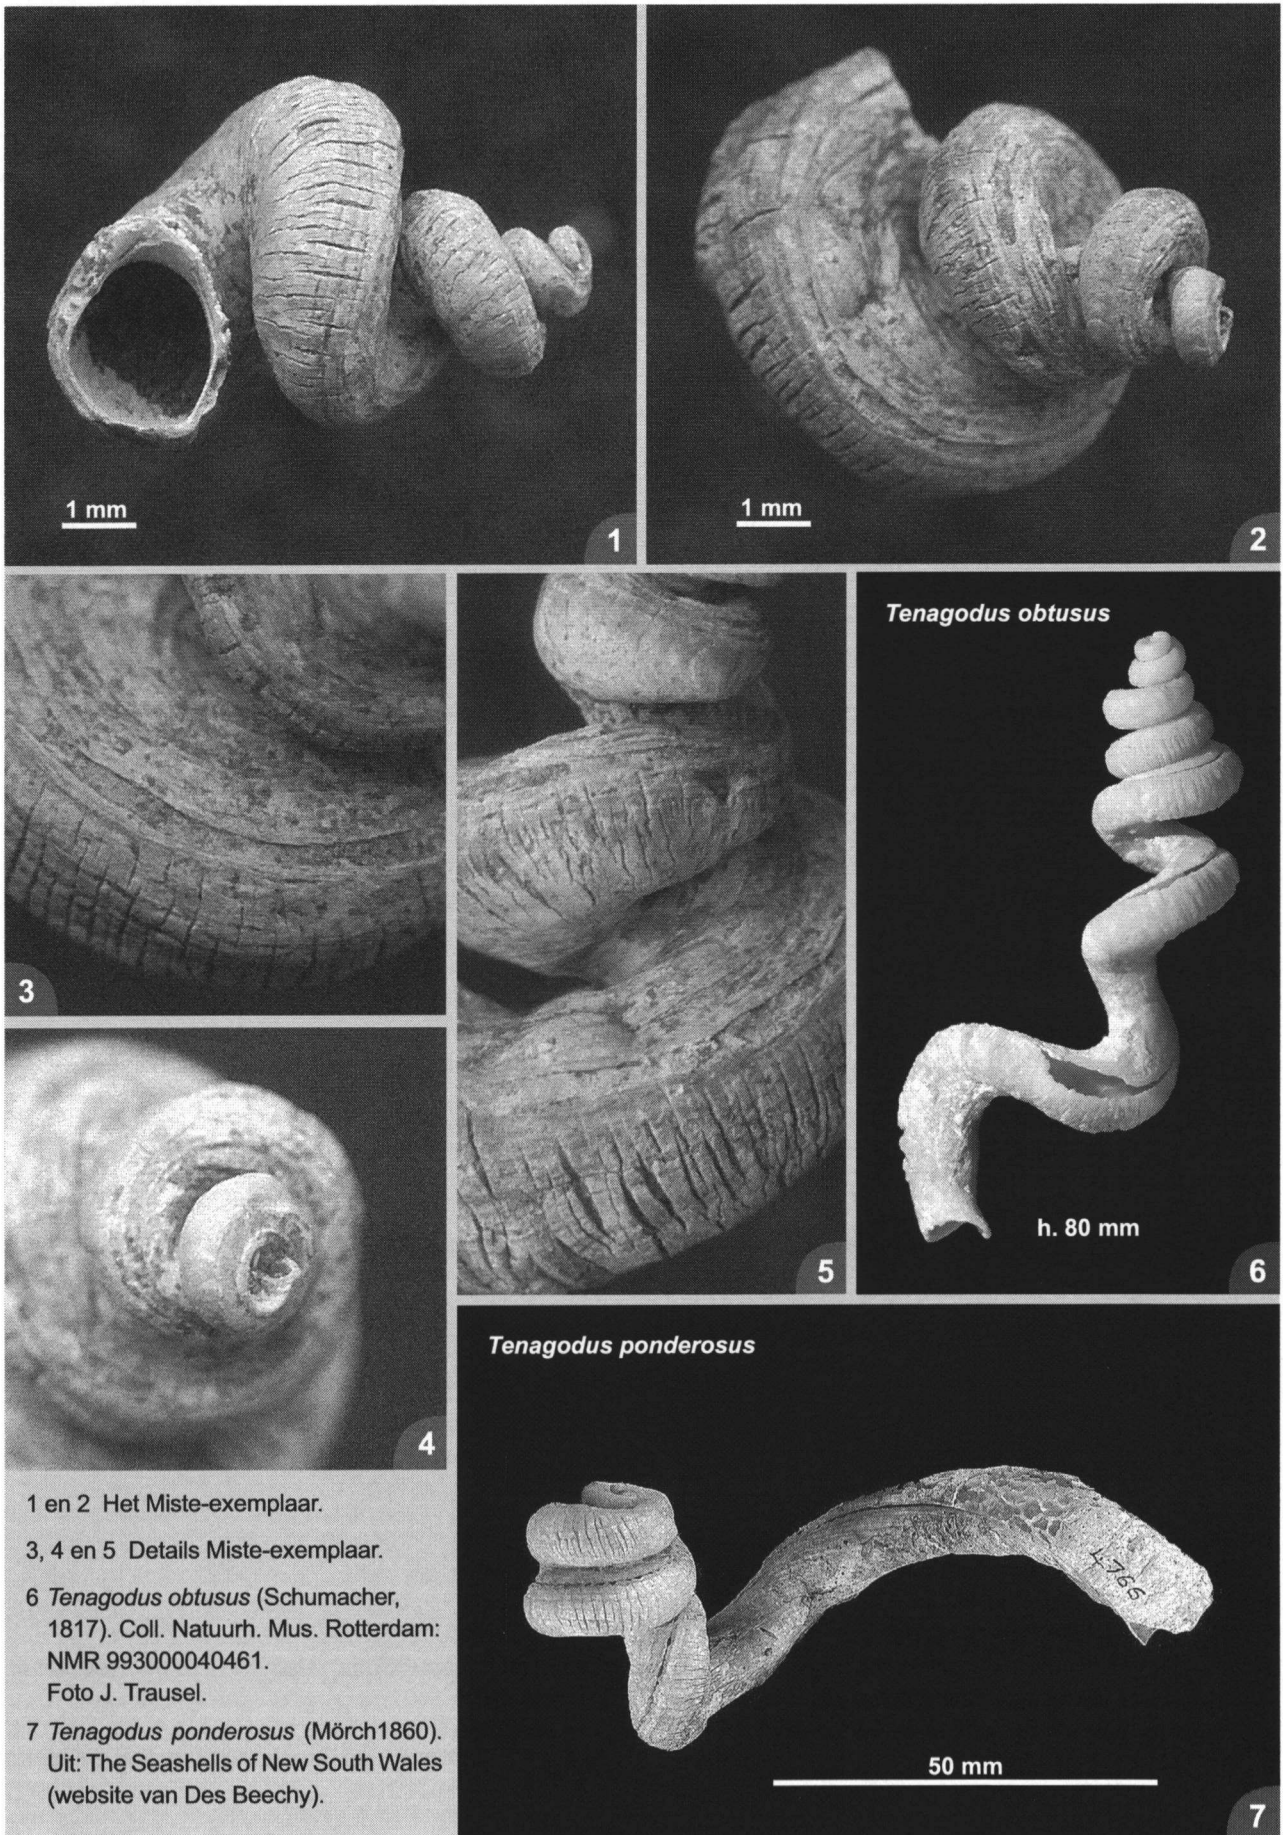 1 mm
1
1 mm
2
3
4
5
Tenagodus obtusus
h. 80 mm
6
Tenagodus ponderosus
4766
50 mm
7
1 en 2 Het Miste-exemplaar.
3, 4 en 5 Details Miste-exemplaar.
6 Tenagodus obtusus (Schumacher,
1817). Coll. Natuurh. Mus. Rotterdam:
NMR 993000040461.
Foto J. Trausel.
7 Tenagodus ponderosus (Mörch1860).
Uit: The Seashells of New South Wales
(website van Des Beechy).